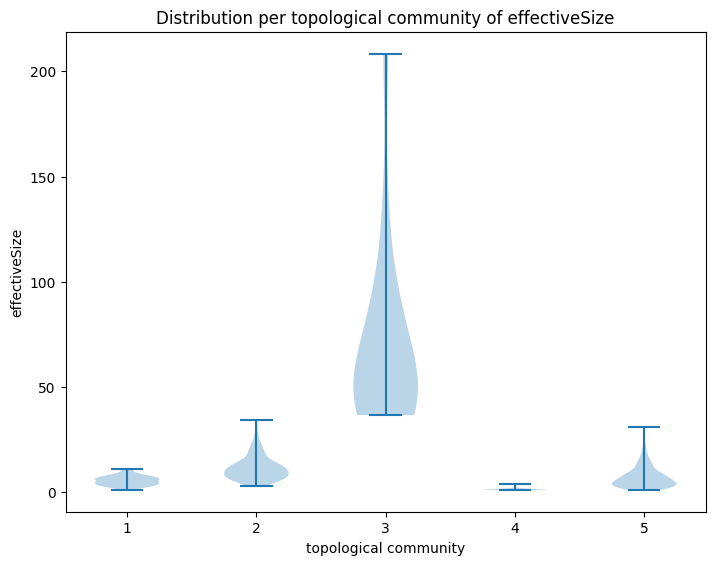 Distribution per topological community of effectiveSize
200
150
100
50
0
effectiveSize
1 2 3 4 5
topological community